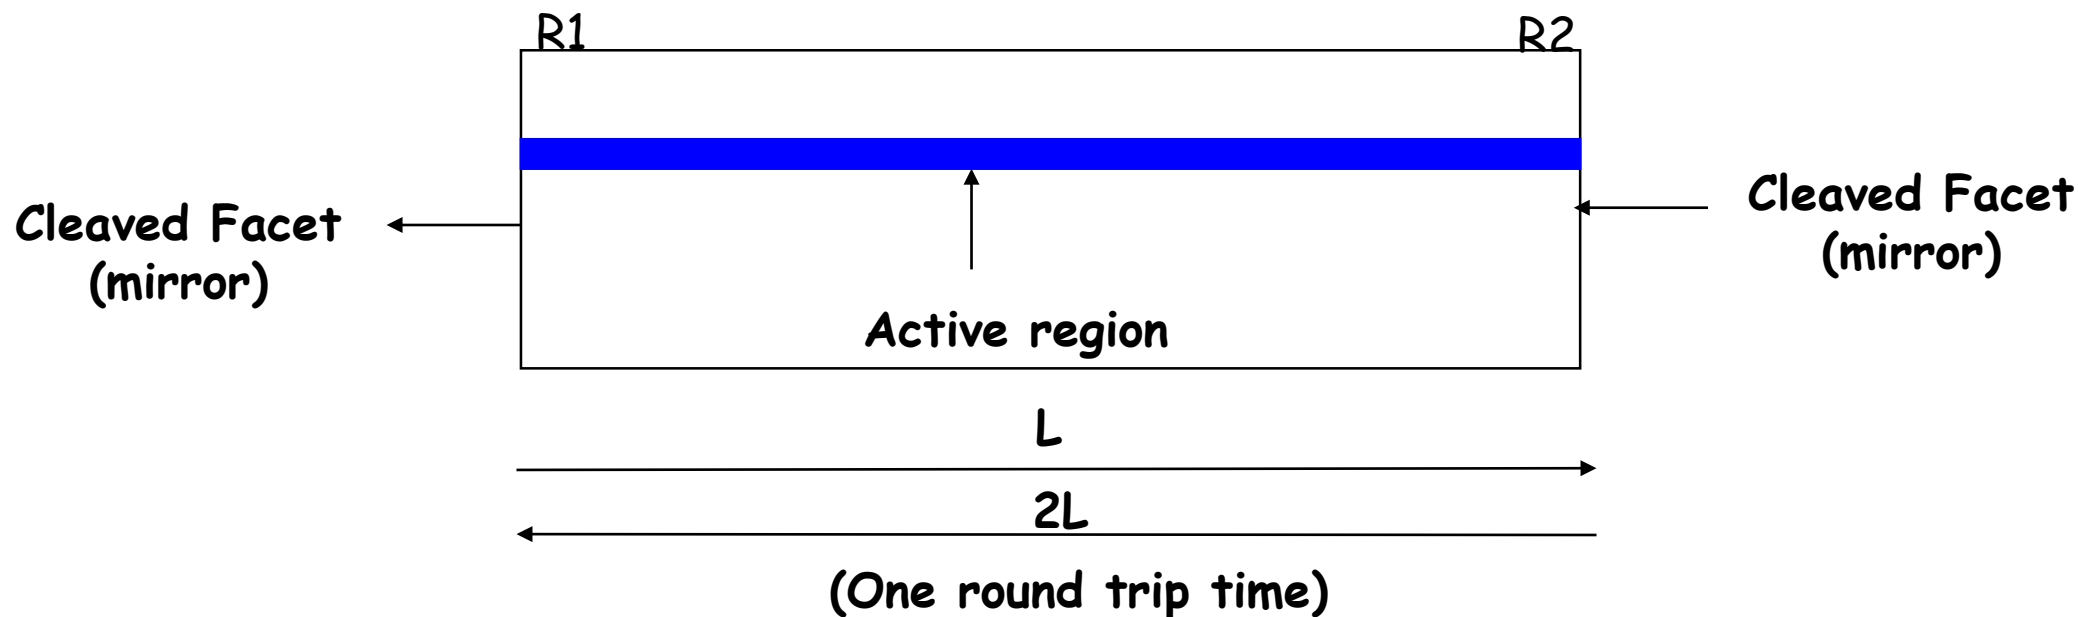 R1
R2
Cleaved Facet
(mirror)
Cleaved Facet
(mirror)
Active region
L
2L
(One round trip time)